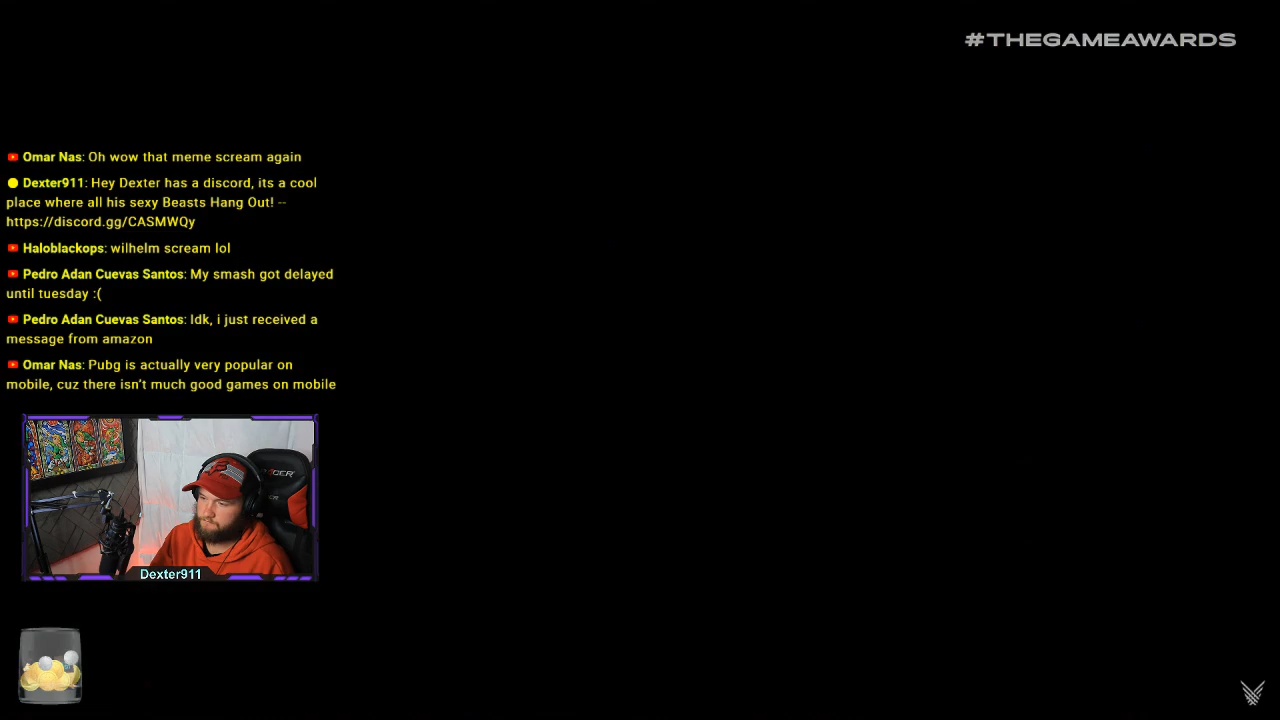 #THEGAMEAWARDS
Omar Nas: Oh wow that meme scream again
Dexter911: Hey Dexter has a discord, its a cool
place where all his sexy Beasts Hang Out! --
https://discord.gg/CASMWQy
Haloblackops: wilhelm scream lol
Pedro Adan Cuevas Santos: My smash got delayed
until tuesday :(
Pedro Adan Cuevas Santos: Idk, i just received a
message from amazon
Omar Nas: Pubg is actually very popular on
mobile, cuz there isn't much good games on mobile
Dexter911